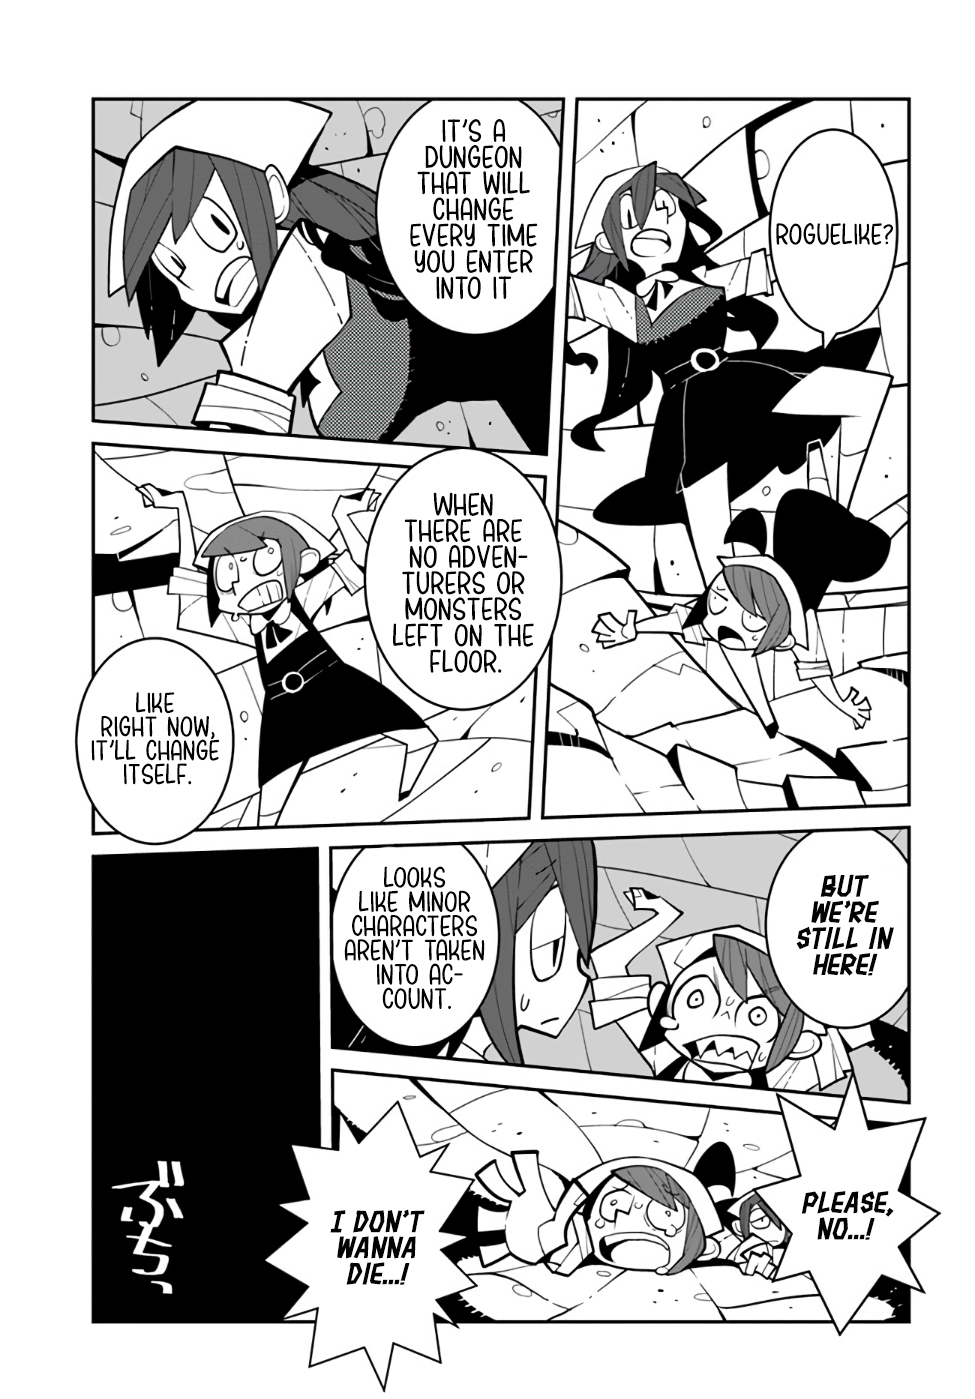 ROGUELIKE?
IT'S A
DUNGEON
THAT WILL
CHANGE
EVERY TIME
YOU ENTER
INTO IT
WHEN
THERE ARE
NO ADVEN-
TURERS OR
MONSTERS
LEFT ON THE
FLOOR.
LIKE
RIGHT NOW,
IT'LL CHANGE
ITSELF.
BUT
WE'RE
STILL IN
HERE!
LOOKS
LIKE MINOR
CHARACTERS
AREN'T TAKEN
INTO AC-
COUNT.
PLEASE,
NO...!
I DON'T
WANNA
DIE...!
ぶちっ